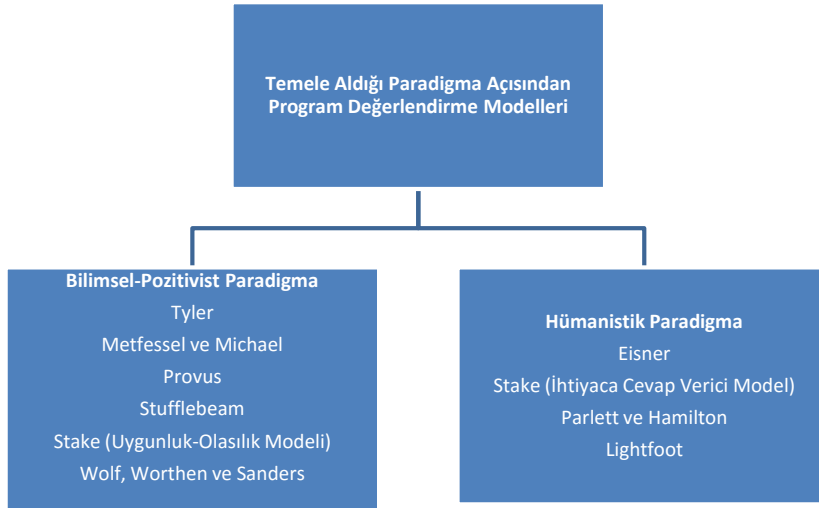 Temele Aldığı Paradigma Açısından
Program Değerlendirme Modelleri
Bilimsel-Pozitivist Paradigma
Tyler
Metfessel ve Michael
Provus
Stufflebeam
Stake (Uygunluk-Olasılık Modeli)
Wolf, Worthen ve Sanders
Hümanistik Paradigma
Eisner
Stake (İhtiyaca Cevap Verici Model)
Parlett ve Hamilton
Lightfoot